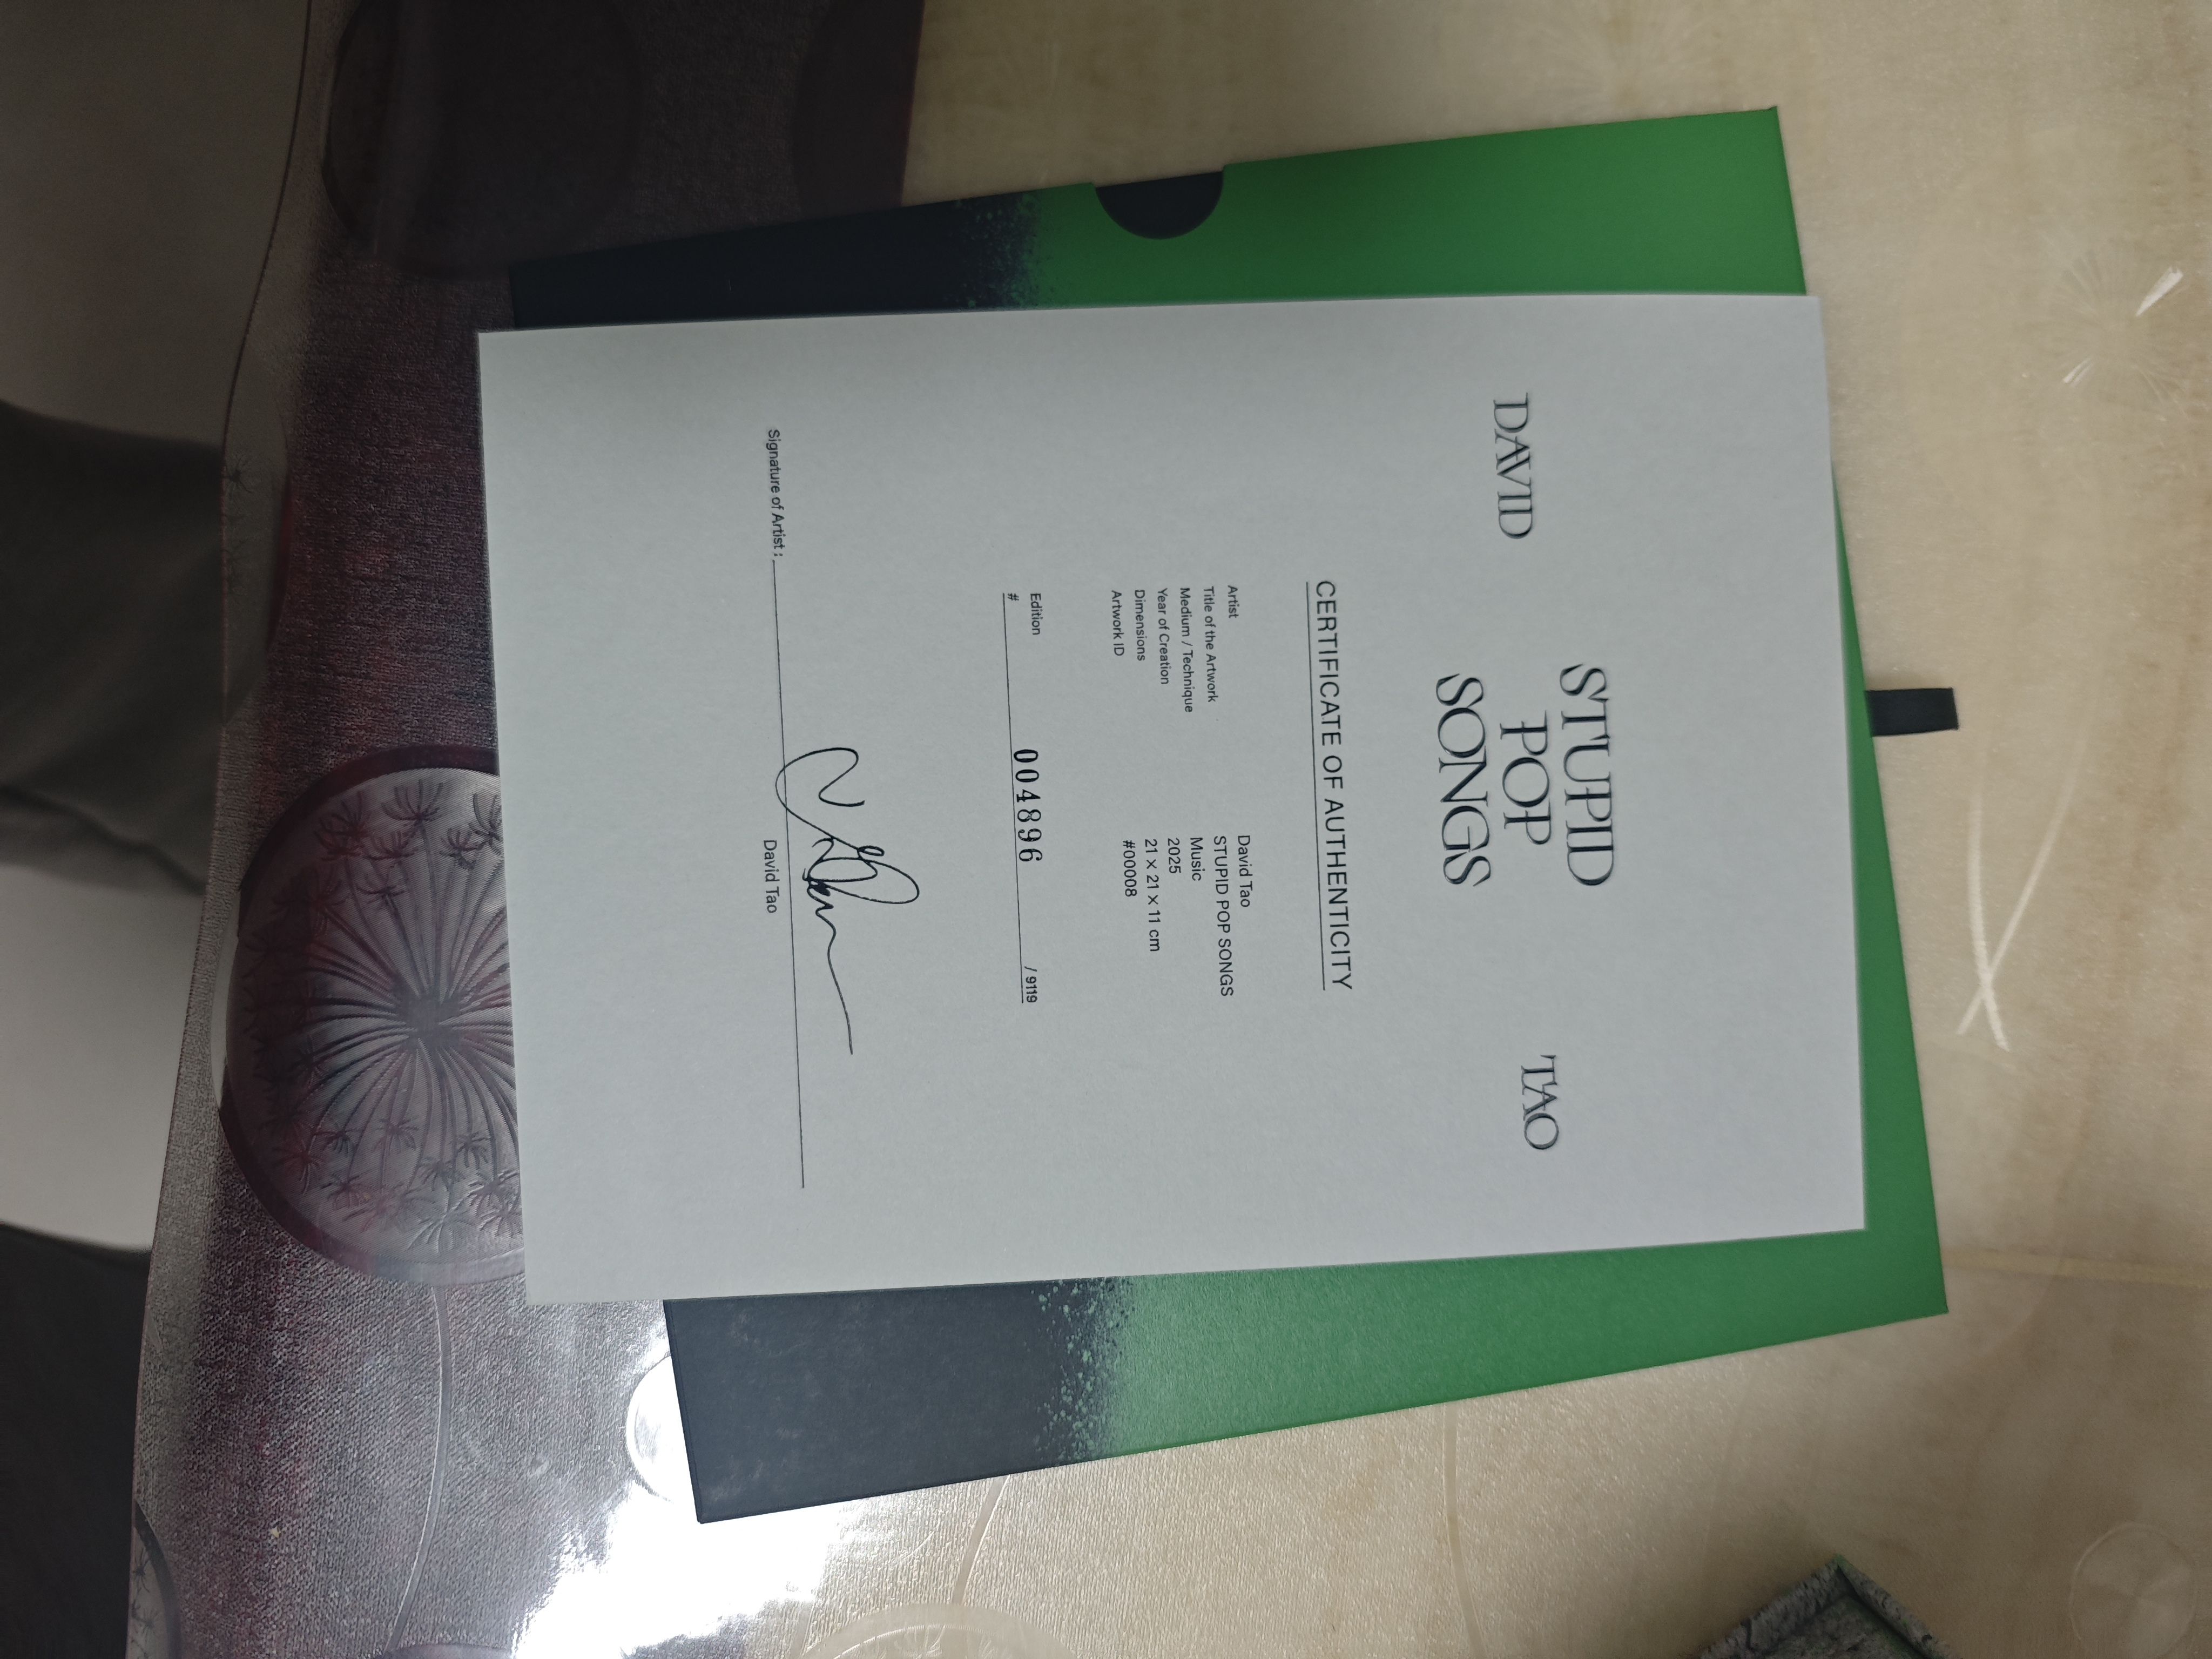 STUPID
DAVID POP TAO
SONGS
CERTIFICATE OF AUTHENTICITY
Artist David Tao
Title of the Artwork STUPID POP SONGS
Medium / Technique Music
Year of Creation 2025
Dimensions 21 x 21 x 11 cm
Artwork ID #00008
Edition
# 004896 / 9119
Signature of Artist :
David Tao